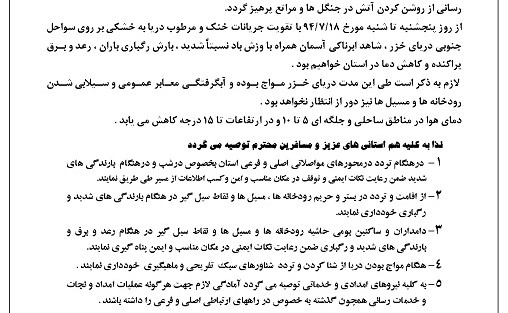 رسانی از روشن کردن آتش در جنگل ها و مراتع پرهیز گردد.
از روز پنجشنبه تا شنبه مورخ ۹۴/۷/۱۸ با تقویت جریانات خنک و مرطوب دریا به خشکی بر روی سواحل
جنوبی دریای خزر ، شاهد ابرناکی آسمان همراه با وزش باد نسبتاً شدید ، بارش رگباری باران ، رعد و برق
پراکنده و کاهش دما در استان خواهیم بود .
لازم به ذکر است طی این مدت دریای خزر مواج بوده و آبگرفتگی معابر عمومی و سیلابی شدن
رودخانه ها و مسیل ها نیز دور از انتظار نخواهد بود .
دمای هوا در مناطق ساحلی و جلگه ای ۵ تا ۱۰ و در ارتفاعات تا ۱۵ درجه کاهش می یابد .
لذا به کلیه هم استانی های عزیز و مسافرین محترم توصیه می گردد
۱- درهنگام تردد درمحورهای مواصلاتی اصلی و فرعی استان بخصوص درشب و درهنگام بارندگی های
شدید ضمن رعایت نکات ایمنی و توقف در مکان مناسب و امن وکسب اطلاعات از مسیر طی طریق نمایند.
۲- از اقامت و تردد در بستر و حریم رودخانه ها ، مسیل ها و نقاط سیل گیر در هنگام بارندگی های شدید و
رگباری خودداری نمایند.
۳- دامداران و ساکنین بومی حاشیه رودخانه ها و مسیل ها و نقاط سیل گیر در هنگام رعد و برق و
بارندگی های شدید و رگباری ضمن رعایت نکات ایمنی در مکان مناسب و ایمن پناه گیری نمایند.
۴- هنگام مواج بودن دریا از شنا کردن و تردد شناورهای سبک تفریحی و ماهیگیری خودداری نمایند .
۵- به کلیه نیروهای امدادی و خدماتی توصیه می گردد آمادگی لازم جهت هرگونه عملیات امداد و نجات
و خدمات رسانی همچون گذشته به خصوص در راههای ارتباطی اصلی و فرعی را داشته باشند .